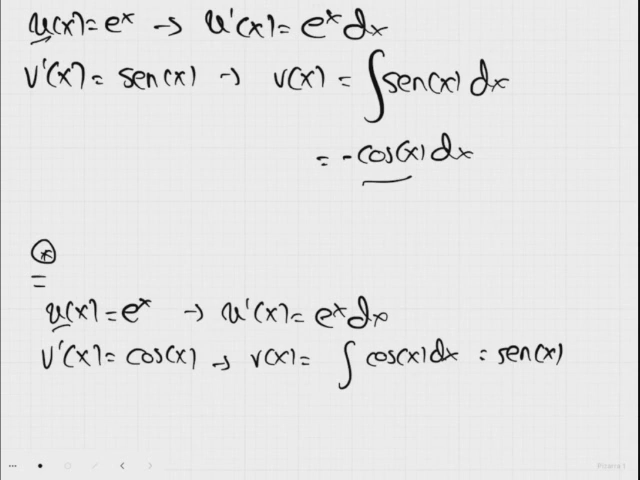 u(x) = e^x → u'(x) = e^x dx
v'(x) = sen(x) → v(x) = ∫ sen(x) dx
= -cos(x) dx
*
=
u(x) = e^x → u'(x) = e^x dx
v'(x) = cos(x) → v(x) = ∫ cos(x) dx = sen(x)